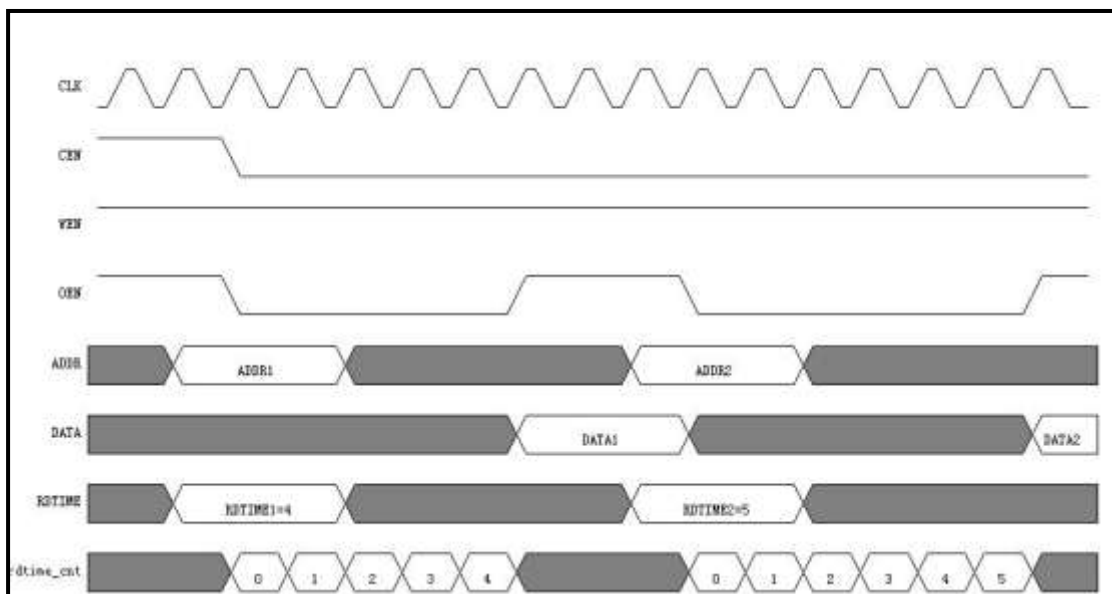 CLK
CEN
WEN
OEN
ADDR ADDR1 ADDR2
DATA DATA1 DATA2
RDTIME RDTIME1=4 RDTIME2=5
rdtime_cnt 0 1 2 3 4 0 1 2 3 4 5